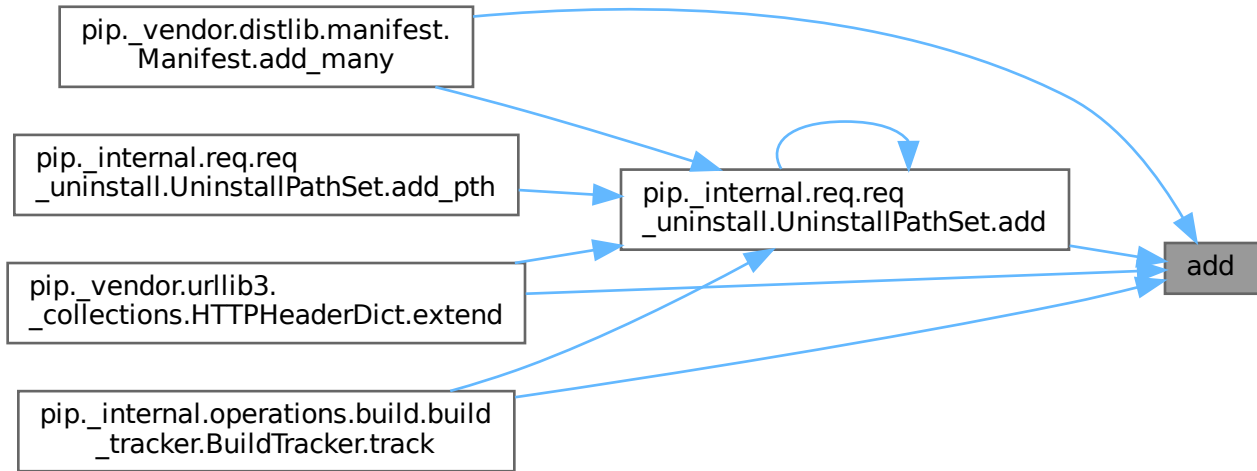 pip._vendor.distlib.manifest.
Manifest.add_many
pip._internal.req.req
_uninstall.UninstallPathSet.add_pth
pip._internal.req.req
_uninstall.UninstallPathSet.add
add
pip._vendor.urllib3.
_collections.HTTPHeaderDict.extend
pip._internal.operations.build.build
_tracker.BuildTracker.track